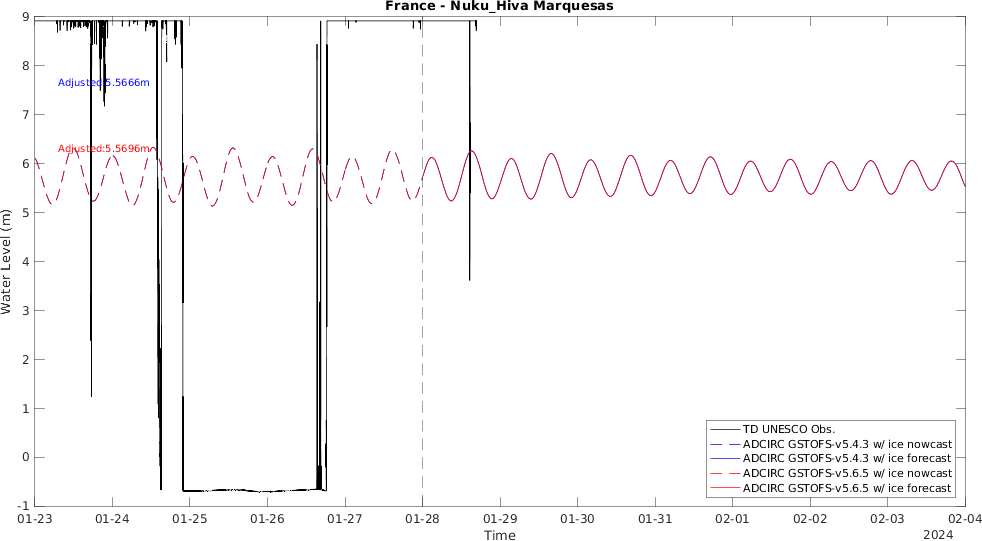 France - Nuku_Hiva Marquesas
9
8
7
6
5
4
3
2
1
0
-1
Water Level (m)
Adjusted:5.5666m
Adjusted:5.5696m
TD UNESCO Obs.
ADCIRC GSTOFS-v5.4.3 w/ ice nowcast
ADCIRC GSTOFS-v5.4.3 w/ ice forecast
ADCIRC GSTOFS-v5.6.5 w/ ice nowcast
ADCIRC GSTOFS-v5.6.5 w/ ice forecast
01-23 01-24 01-25 01-26 01-27 01-28 01-29 01-30 01-31 02-01 02-02 02-03 02-04
Time
2024